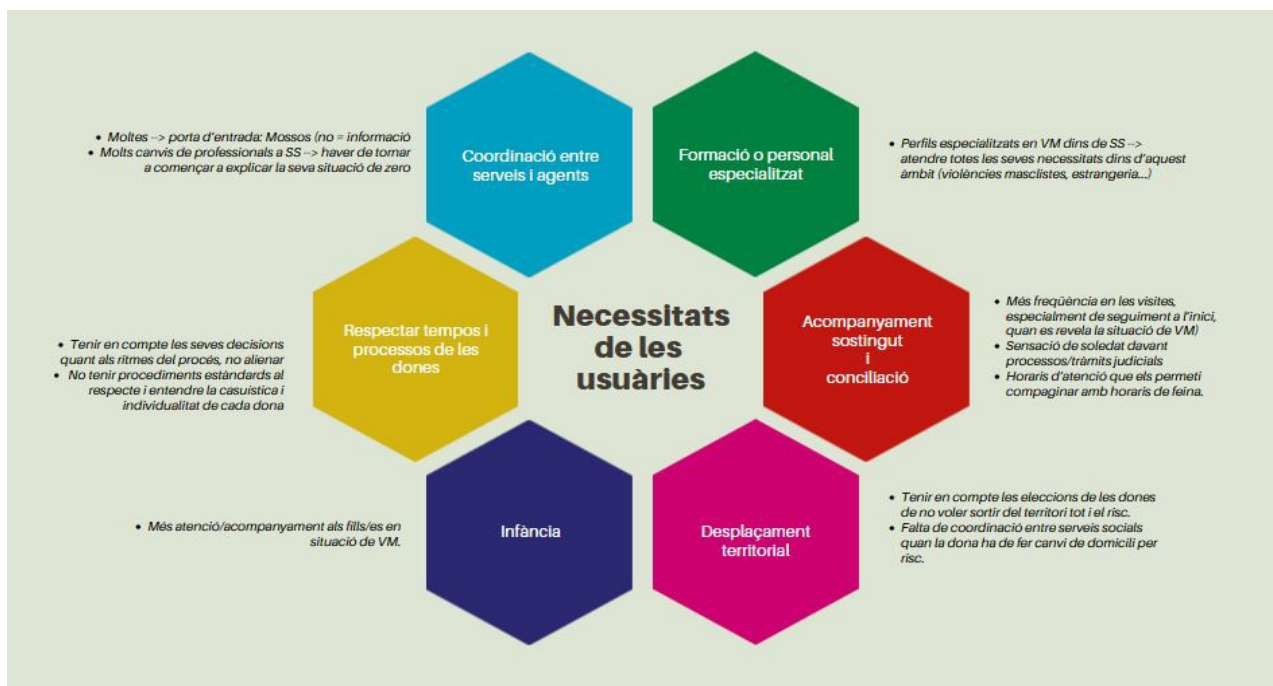 • Moltes --> porta d'entrada: Mossos (no = informació
• Molts canvis de professionals a SS --> haver de tornar
a començar a explicar la seva situació de zero
Coordinació entre
serveis i agents
Formació o personal
especialitzat
• Perfils especialitzats en VM dins de SS -->
atendre totes les seves necessitats dins d'aquest
àmbit (violències masclistes, estrangeria...)
• Tenir en compte les seves decisions
quant als ritmes del procés, no alienar
• No tenir procediments estàndards al
respecte i entendre la casuística i
individualitat de cada dona
Respectar tempos i
processos de les
dones
Necessitats
de les
usuàries
Acompanyament
sostingut
i
conciliació
• Més freqüència en les visites,
especialment de seguiment a l'inici,
quan es revela la situació de VM)
• Sensació de soledat davant
processos/tràmits judicials
• Horaris d'atenció que els permeti
compaginar amb horaris de feina.
• Més atenció/acompanyament als fills/es en
situació de VM.
Infància
Desplaçament
territorial
• Tenir en compte les eleccions de les dones
de no voler sortir del territori tot i el risc.
• Falta de coordinació entre serveis socials
quan la dona ha de fer canvi de domicili per
risc.